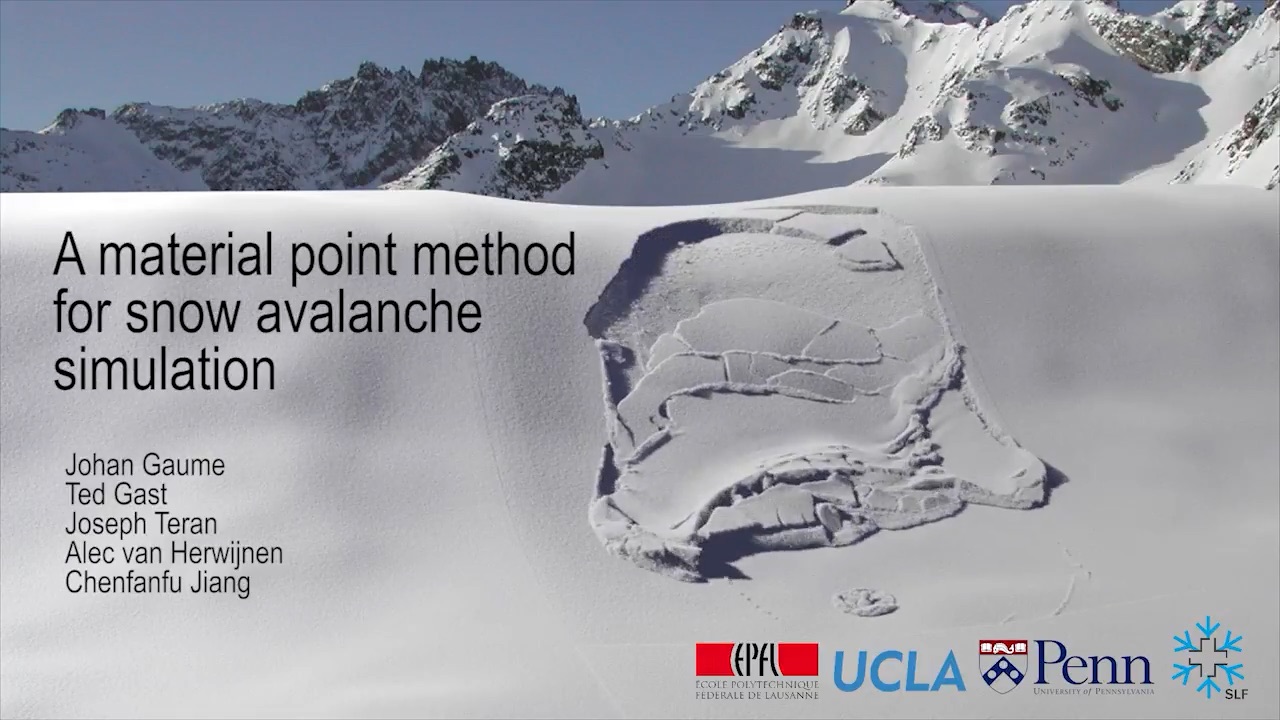 A material point method
for snow avalanche
simulation
Johan Gaume
Ted Gast
Joseph Teran
Alec van Herwijnen
Chenfanfu Jiang
EPFL
ÉCOLE POLYTECHNIQUE
FÉDÉRALE DE LAUSANNE
UCLA
Penn
UNIVERSITY OF PENNSYLVANIA
SLF